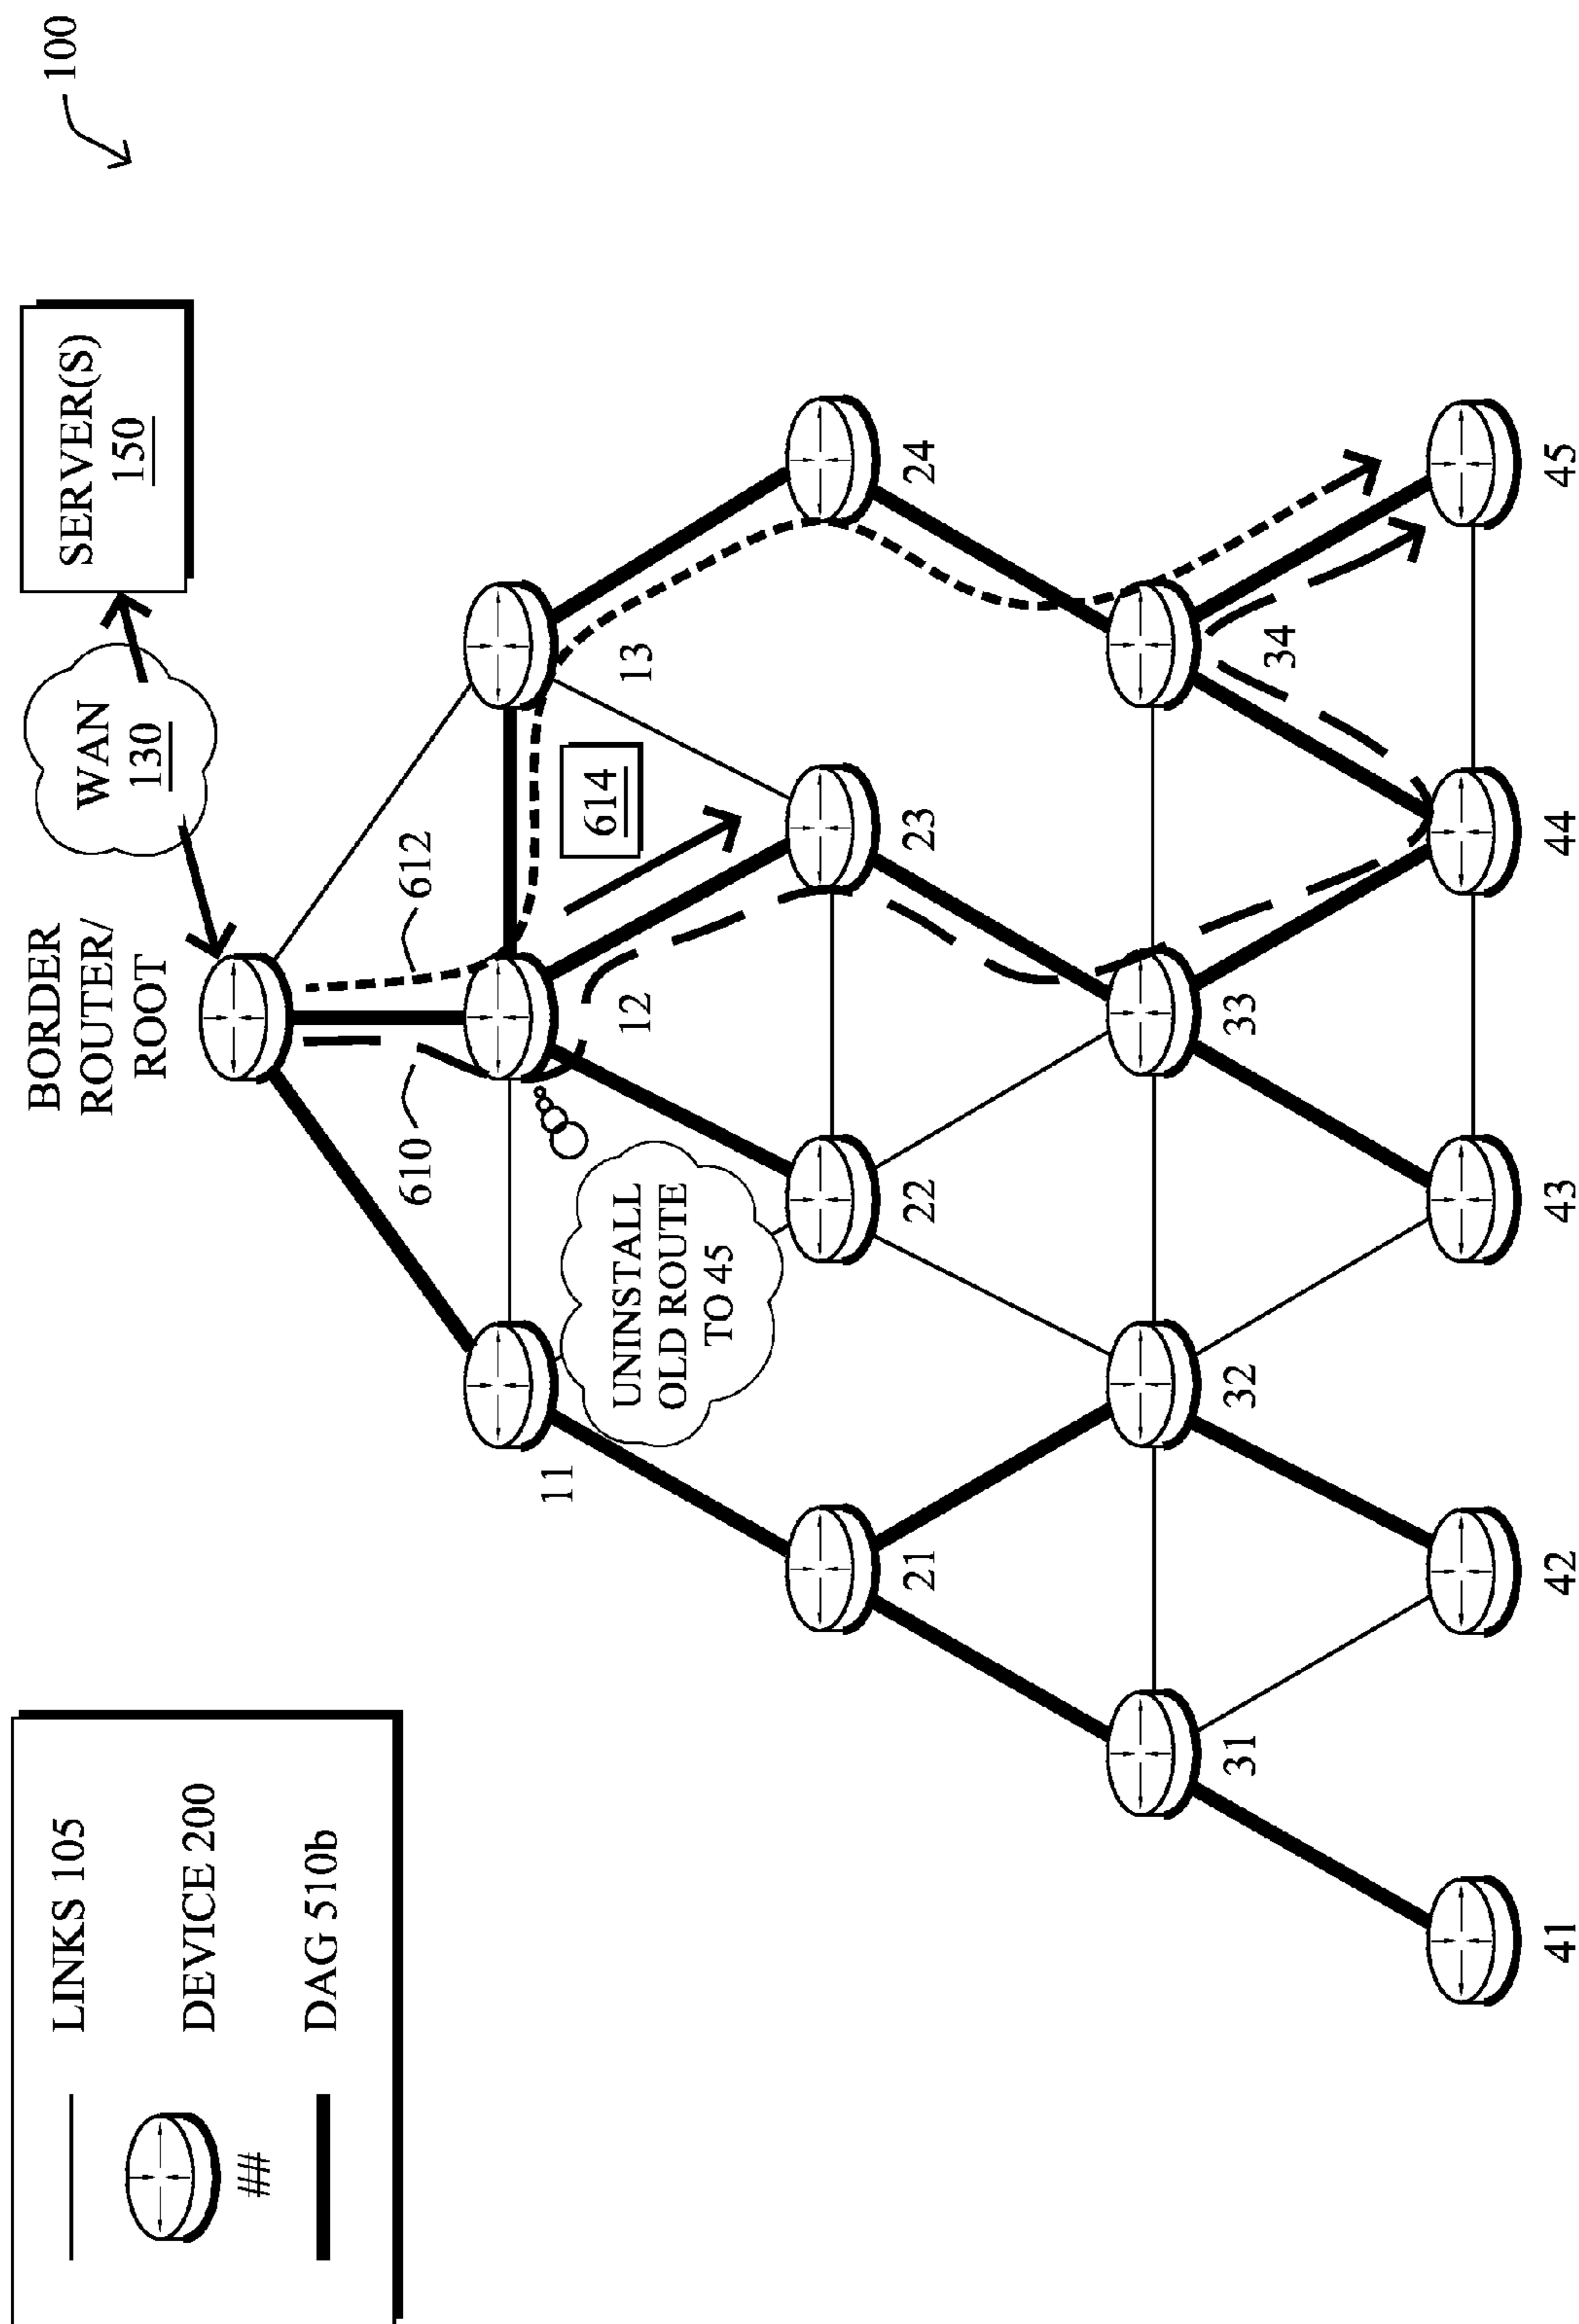 LINKS 105
DEVICE 200
##
DAG 510b
100
SERVER(S)
150
WAN
130
BORDER
ROUTER/
ROOT
610
612
614
11
12
13
UNINSTALL
OLD ROUTE
TO 45
21
22
23
24
31
32
33
34
41
42
43
44
45